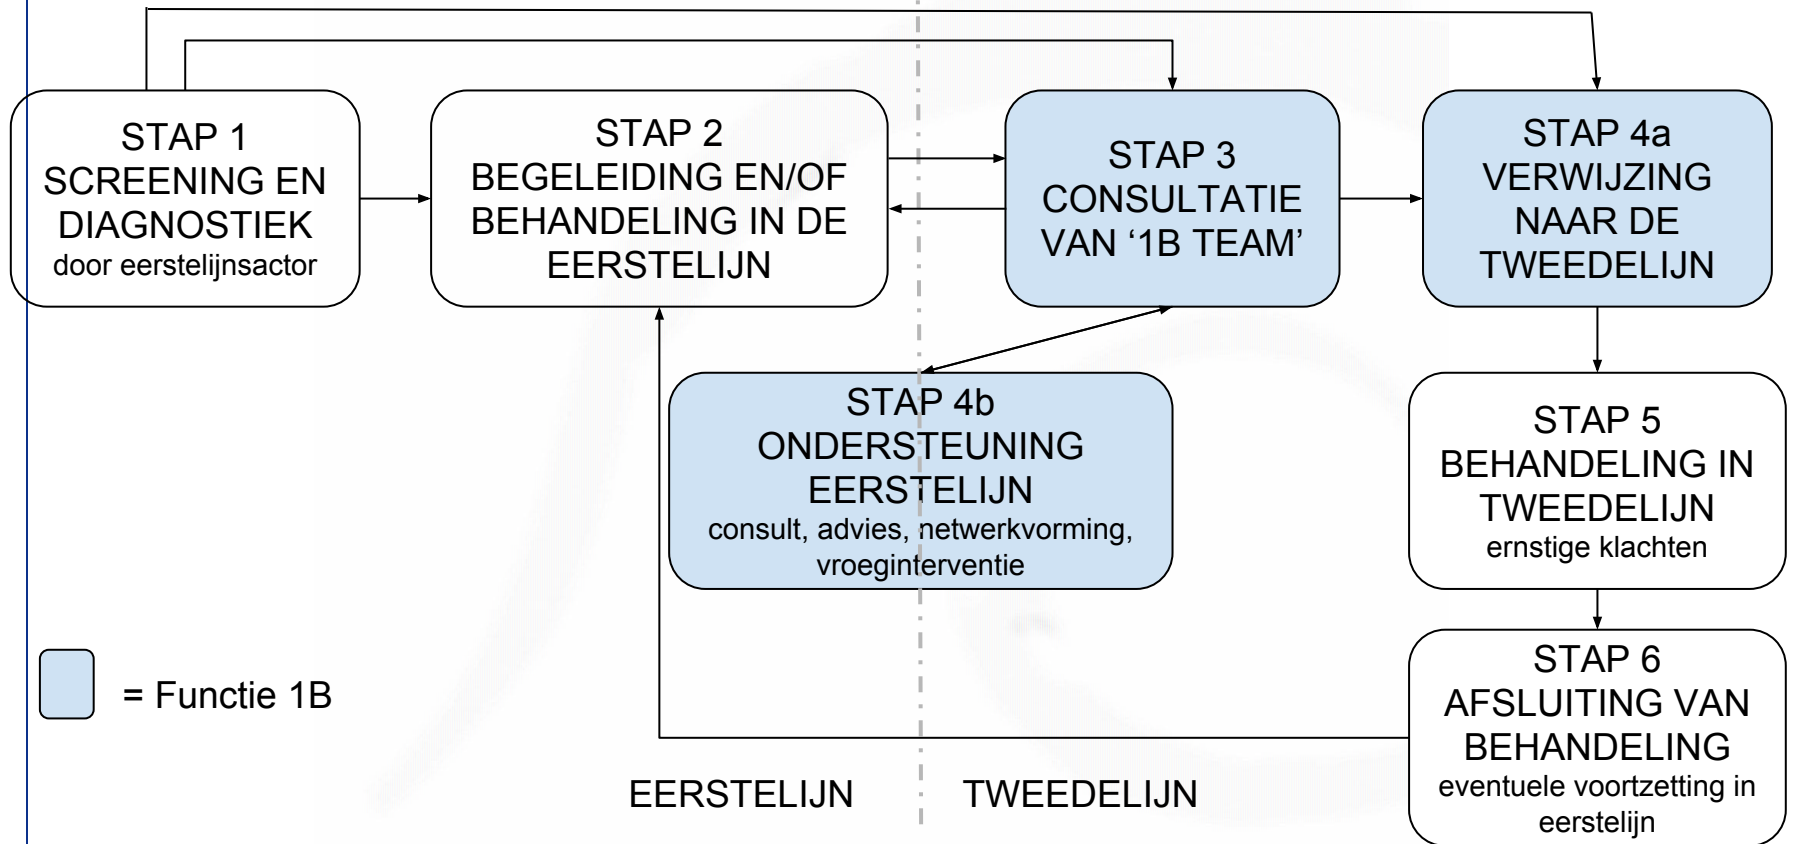 STAP 1
SCREENING EN
DIAGNOSTIEK
door eerstelijnsactor
STAP 2
BEGELEIDING EN/OF
BEHANDELING IN DE
EERSTELIJN
STAP 3
CONSULTATIE
VAN ‘1B TEAM’
STAP 4a
VERWIJZING
NAAR DE
TWEEDELIJN
STAP 4b
ONDERSTEUNING
EERSTELIJN
consult, advies, netwerkvorming,
vroeginterventie
STAP 5
BEHANDELING IN
TWEEDELIJN
ernstige klachten
STAP 6
AFSLUITING VAN
BEHANDELING
eventuele voortzetting in
eerstelijn
= Functie 1B
EERSTELIJN
TWEEDELIJN